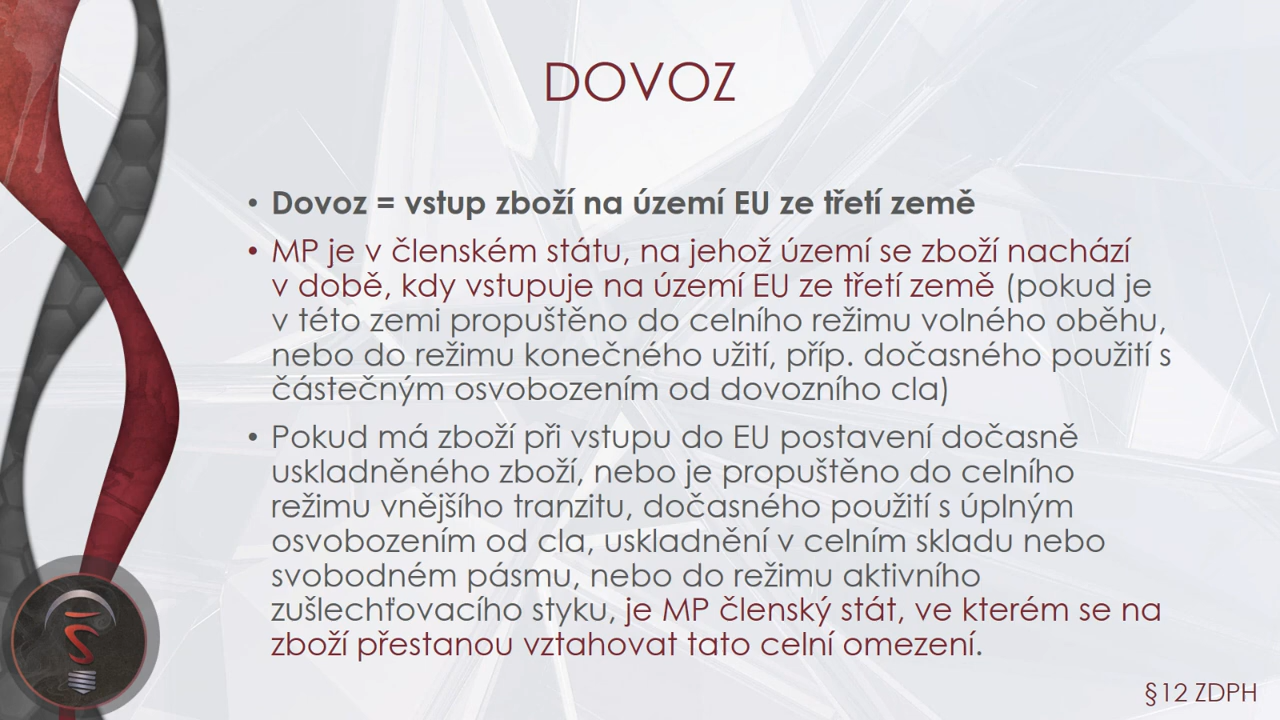 DOVOZ
• Dovoz = vstup zboží na území EU ze třetí země
• MP je v členském státu, na jehož území se zboží nachází
v době, kdy vstupuje na území EU ze třetí země (pokud je
v této zemi propuštěno do celního režimu volného oběhu,
nebo do režimu konečného užití, příp. dočasného použití s
částečným osvobozením od dovozního cla)
• Pokud má zboží při vstupu do EU postavení dočasně
uskladněného zboží, nebo je propuštěno do celního
režimu vnějšího tranzitu, dočasného použití s úplným
osvobozením od cla, uskladnění v celním skladu nebo
svobodném pásmu, nebo do režimu aktivního
zušlechťovacího styku, je MP členský stát, ve kterém se na
zboží přestanou vztahovat tato celní omezení.
§12 ZDPH